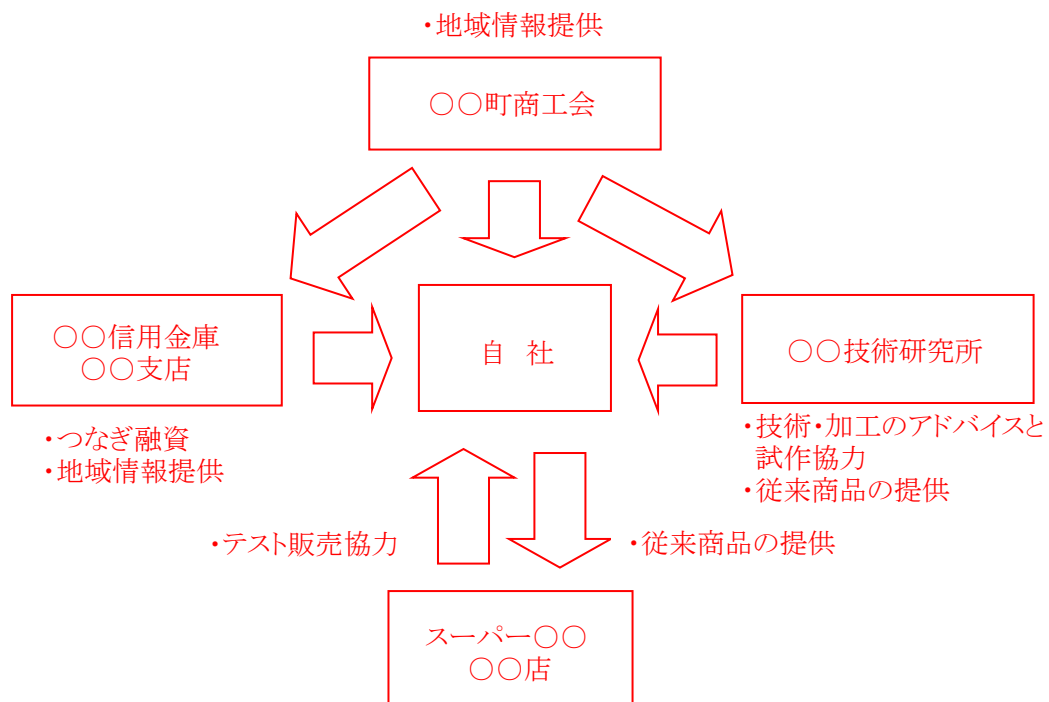 ・地域情報提供
○○町商工会
○○信用金庫
○○支店
自 社
○○技術研究所
・つなぎ融資
・地域情報提供
・技術・加工のアドバイスと
試作協力
・従来商品の提供
・テスト販売協力
・従来商品の提供
スーパー○○
○○店